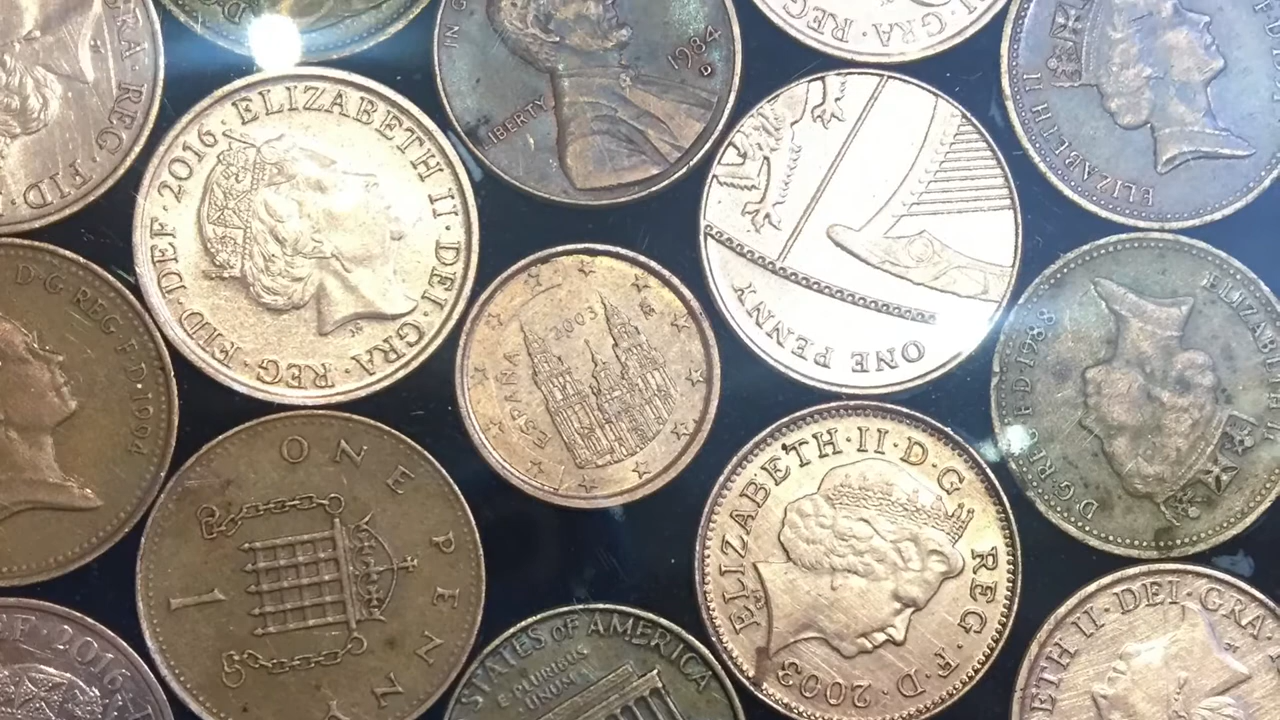 GRA·REG·FID·
IN G
LIBERTY
1984
D
·GRA·REG
ELIZABETH II
ELIZABETH II·DEI·GRA·REG·FID·DEF·2016·
ONE PENNY
D·G·REG·F·D·1994
ESPAÑA
2003
ELIZABETH II
D·G·REG·F·D·1988
ONE PENNY
1
ELIZABETH·II·D·G
REG·F·D·2003
STATES OF AMERICA
E·PLURIBUS
·UNUM·
2016·
ETH II·DEI·GRA·